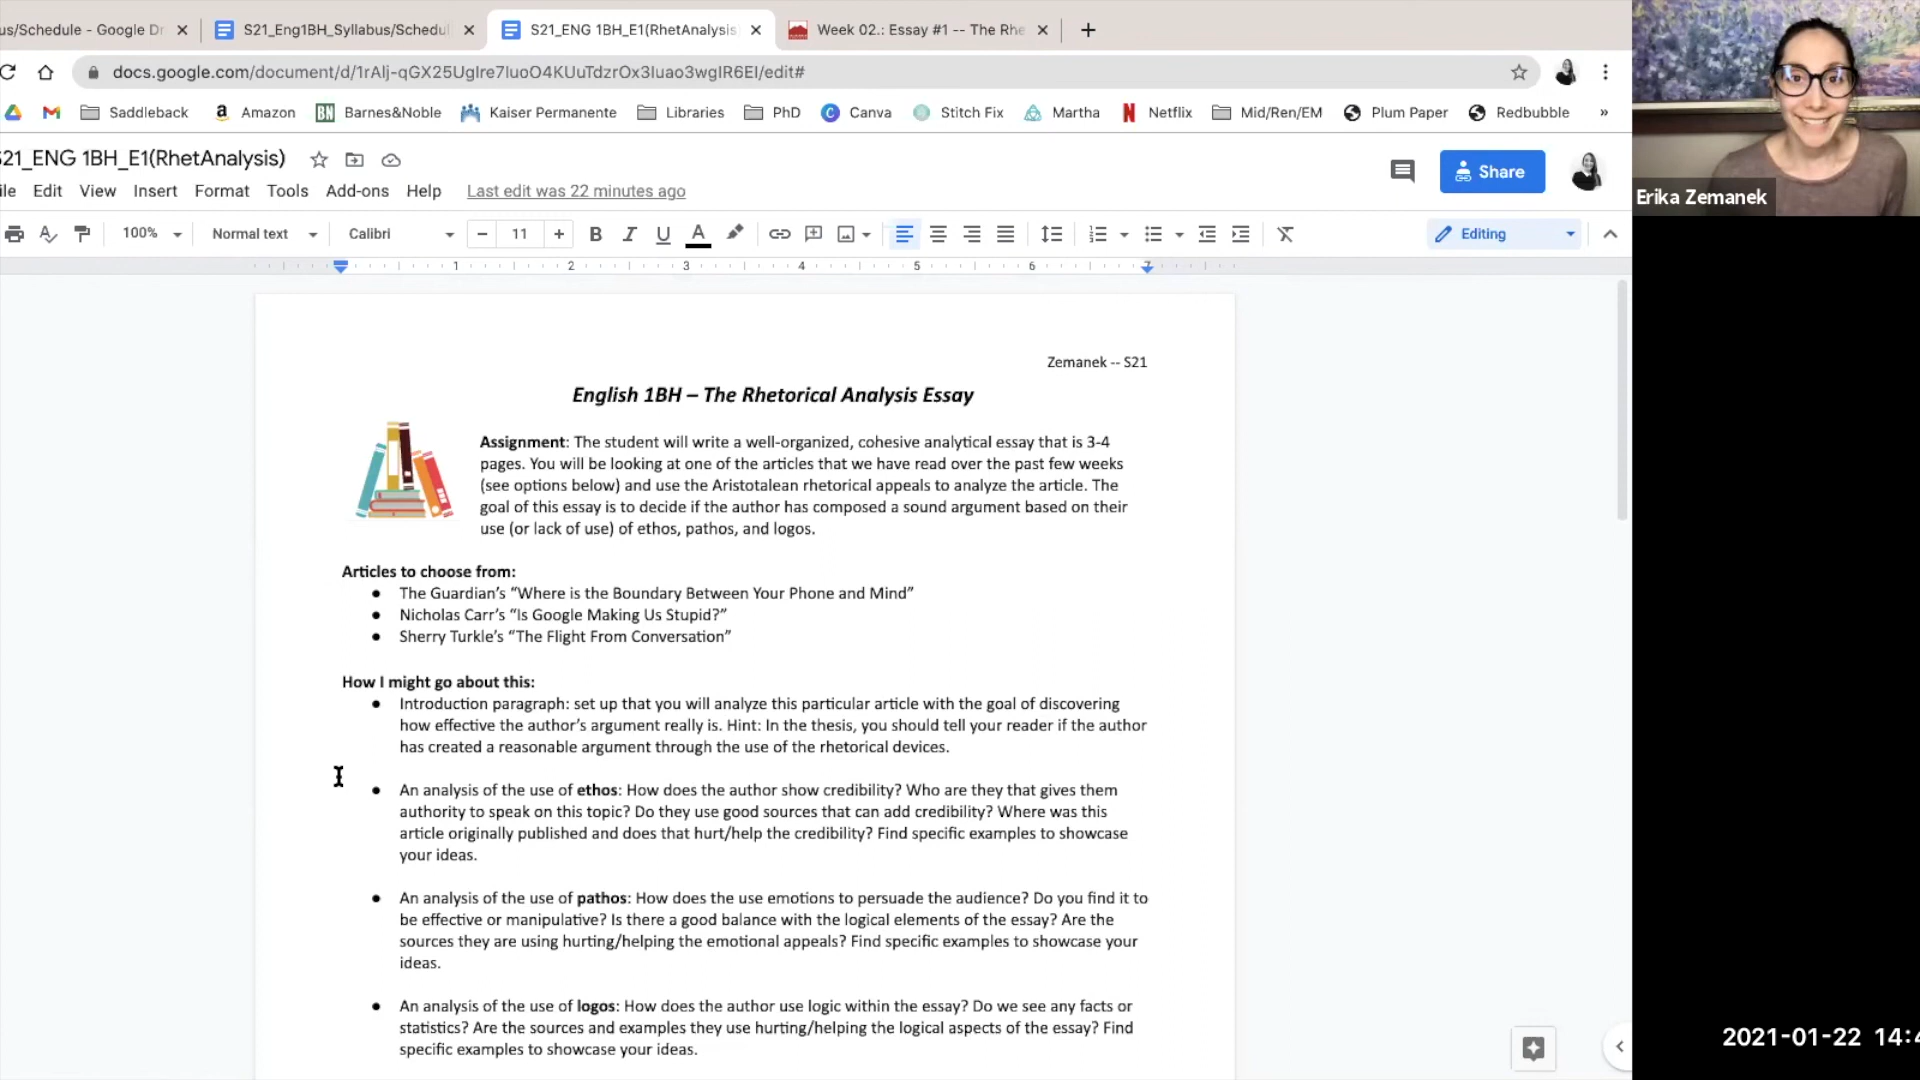 us/Schedule - Google Dr
S21_Eng1BH_Syllabus/Schedul
S21_ENG 1BH_E1(RhetAnalysis)
Week 02.: Essay #1 -- The Rhe
docs.google.com/document/d/1rAlj-qGX25UgIre7IuoO4KUuTdzrOx3Iuao3wgIR6EI/edit#
Saddleback
Amazon
BN
Barnes&Noble
Kaiser Permanente
Libraries
PhD
Canva
Stitch Fix
Martha
Netflix
Mid/Ren/EM
Plum Paper
Redbubble
S21_ENG 1BH_E1(RhetAnalysis)
ile Edit View Insert Format Tools Add-ons Help Last edit was 22 minutes ago
Share
Erika Zemanek
100% Normal text Calibri 11 B I U A Editing
1 2 3 4 5 6 7
Zemanek -- S21
English 1BH – The Rhetorical Analysis Essay
Assignment: The student will write a well-organized, cohesive analytical essay that is 3-4
pages. You will be looking at one of the articles that we have read over the past few weeks
(see options below) and use the Aristotalean rhetorical appeals to analyze the article. The
goal of this essay is to decide if the author has composed a sound argument based on their
use (or lack of use) of ethos, pathos, and logos.
Articles to choose from:
● The Guardian’s “Where is the Boundary Between Your Phone and Mind”
● Nicholas Carr’s “Is Google Making Us Stupid?”
● Sherry Turkle’s “The Flight From Conversation”
How I might go about this:
● Introduction paragraph: set up that you will analyze this particular article with the goal of discovering
how effective the author’s argument really is. Hint: In the thesis, you should tell your reader if the author
has created a reasonable argument through the use of the rhetorical devices.
● An analysis of the use of ethos: How does the author show credibility? Who are they that gives them
authority to speak on this topic? Do they use good sources that can add credibility? Where was this
article originally published and does that hurt/help the credibility? Find specific examples to showcase
your ideas.
● An analysis of the use of pathos: How does the use emotions to persuade the audience? Do you find it to
be effective or manipulative? Is there a good balance with the logical elements of the essay? Are the
sources they are using hurting/helping the emotional appeals? Find specific examples to showcase your
ideas.
● An analysis of the use of logos: How does the author use logic within the essay? Do we see any facts or
statistics? Are the sources and examples they use hurting/helping the logical aspects of the essay? Find
specific examples to showcase your ideas.
2021-01-22 14:4